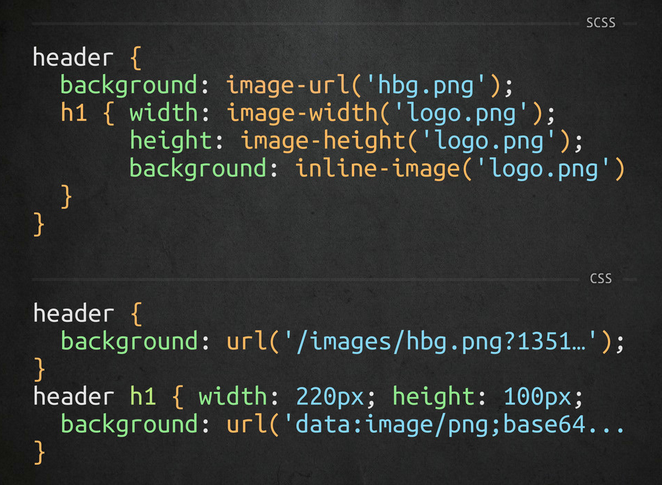 SCSS
header {
background: image-url('hbg.png');
h1 { width: image-width('logo.png');
height: image-height('logo.png');
background: inline-image('logo.png')
}
}
CSS
header {
background: url('/images/hbg.png?1351…');
}
header h1 { width: 220px; height: 100px;
background: url('data:image/png;base64...
}